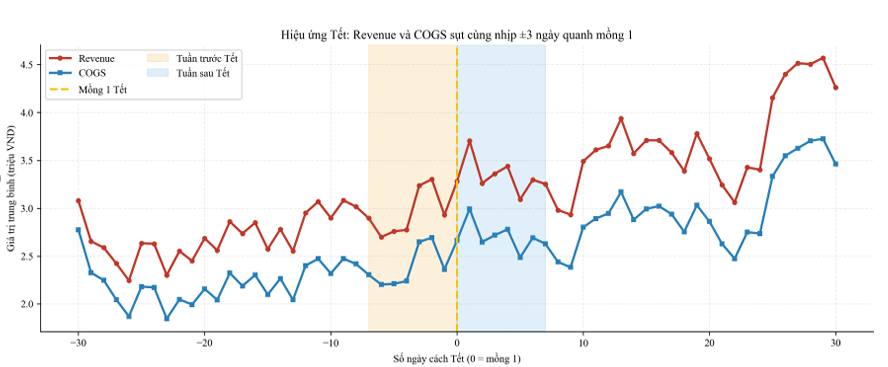 Hiệu ứng Tết: Revenue và COGS sụt cùng nhịp ±3 ngày quanh mồng 1
Revenue
COGS
Mồng 1 Tết
Tuần trước Tết
Tuần sau Tết
Giá trị trung bình (triệu VND)
4.5
4.0
3.5
3.0
2.5
2.0
−30
−20
−10
0
10
20
30
Số ngày cách Tết (0 = mồng 1)